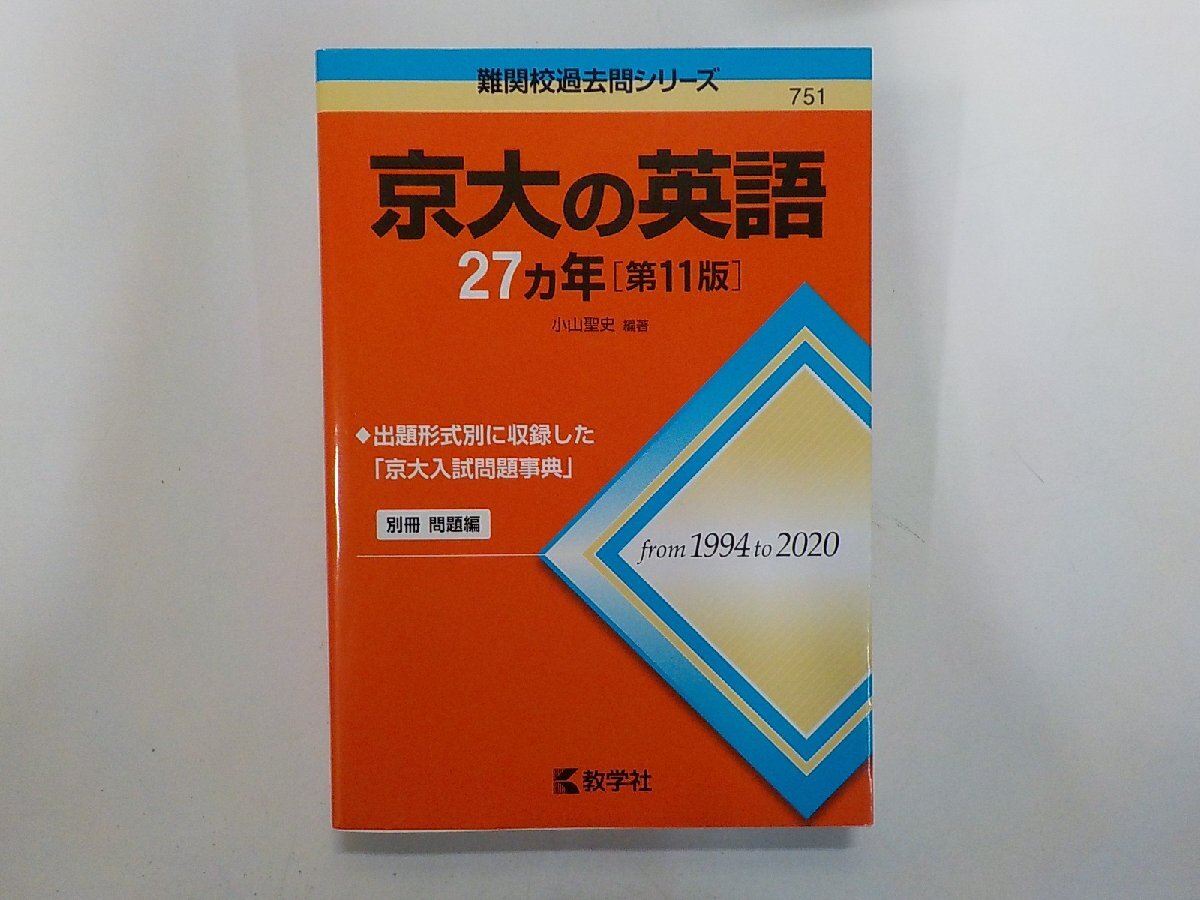 難関校過去問シリーズ
751
京大の英語
27ヵ年[第11版]
小山聖史 編著
◆出題形式別に収録した
「京大入試問題事典」
別冊 問題編
from 1994 to 2020
教学社